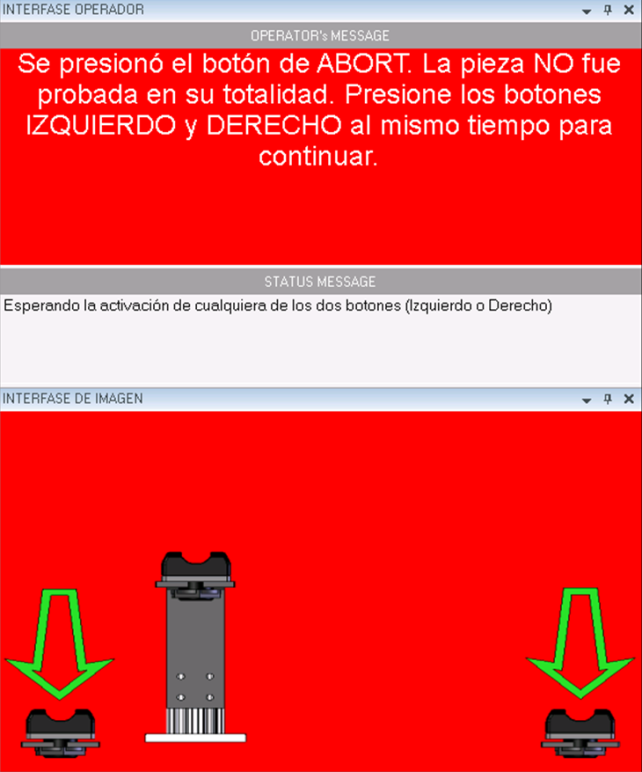 INTERFASE OPERADOR
OPERATOR's MESSAGE
Se presionó el botón de ABORT. La pieza NO fue
probada en su totalidad. Presione los botones
IZQUIERDO y DERECHO al mismo tiempo para
continuar.
STATUS MESSAGE
Esperando la activación de cualquiera de los dos botones (Izquierdo o Derecho)
INTERFASE DE IMAGEN